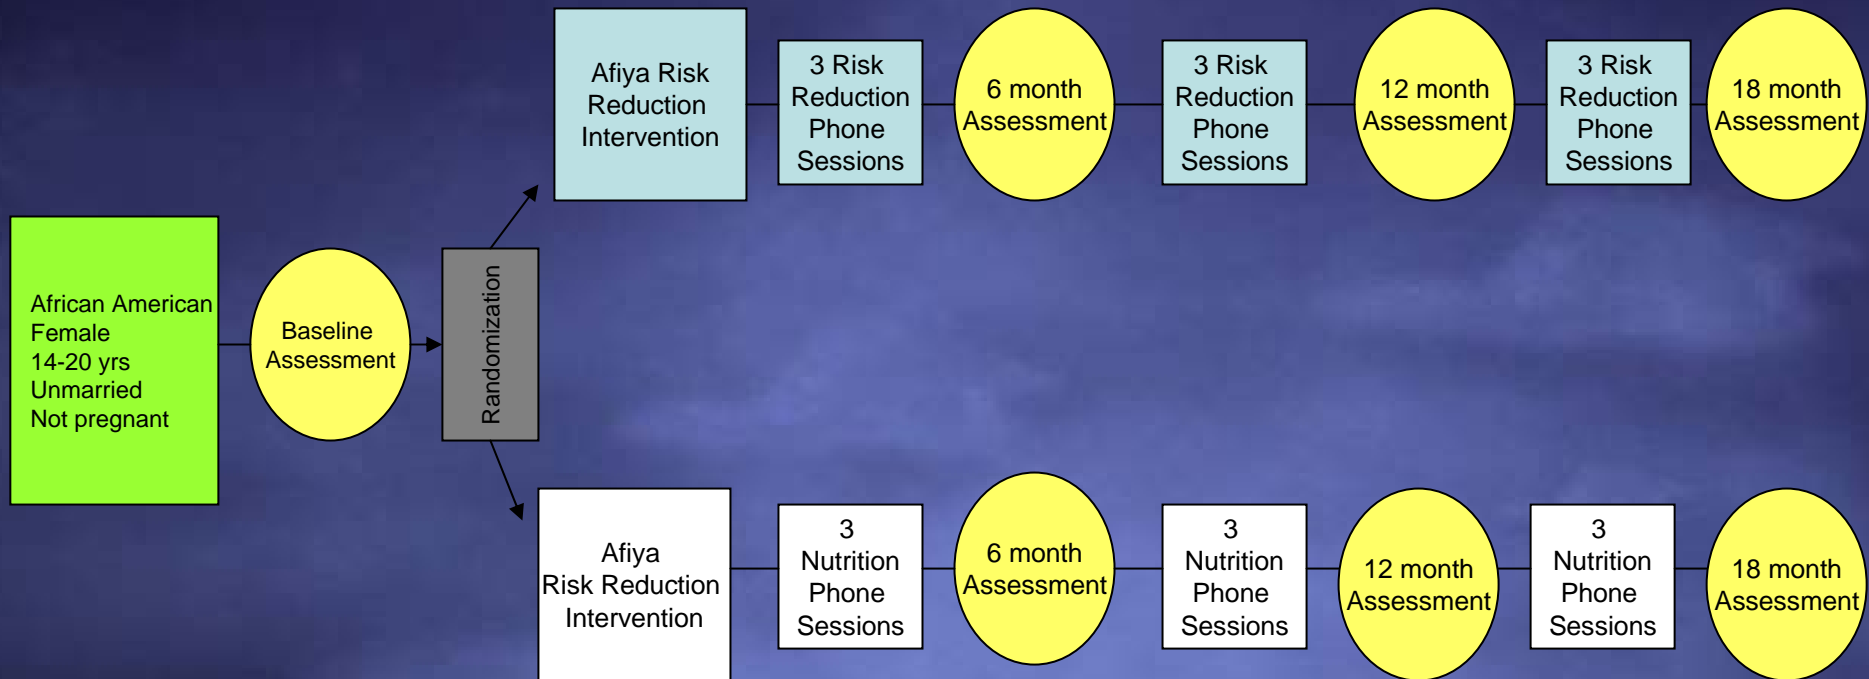 African American
Female
14-20 yrs
Unmarried
Not pregnant
Baseline
Assessment
Randomization
Afiya Risk
Reduction
Intervention
3 Risk
Reduction
Phone
Sessions
6 month
Assessment
3 Risk
Reduction
Phone
Sessions
12 month
Assessment
3 Risk
Reduction
Phone
Sessions
18 month
Assessment
Afiya
Risk Reduction
Intervention
3
Nutrition
Phone
Sessions
6 month
Assessment
3
Nutrition
Phone
Sessions
12 month
Assessment
3
Nutrition
Phone
Sessions
18 month
Assessment